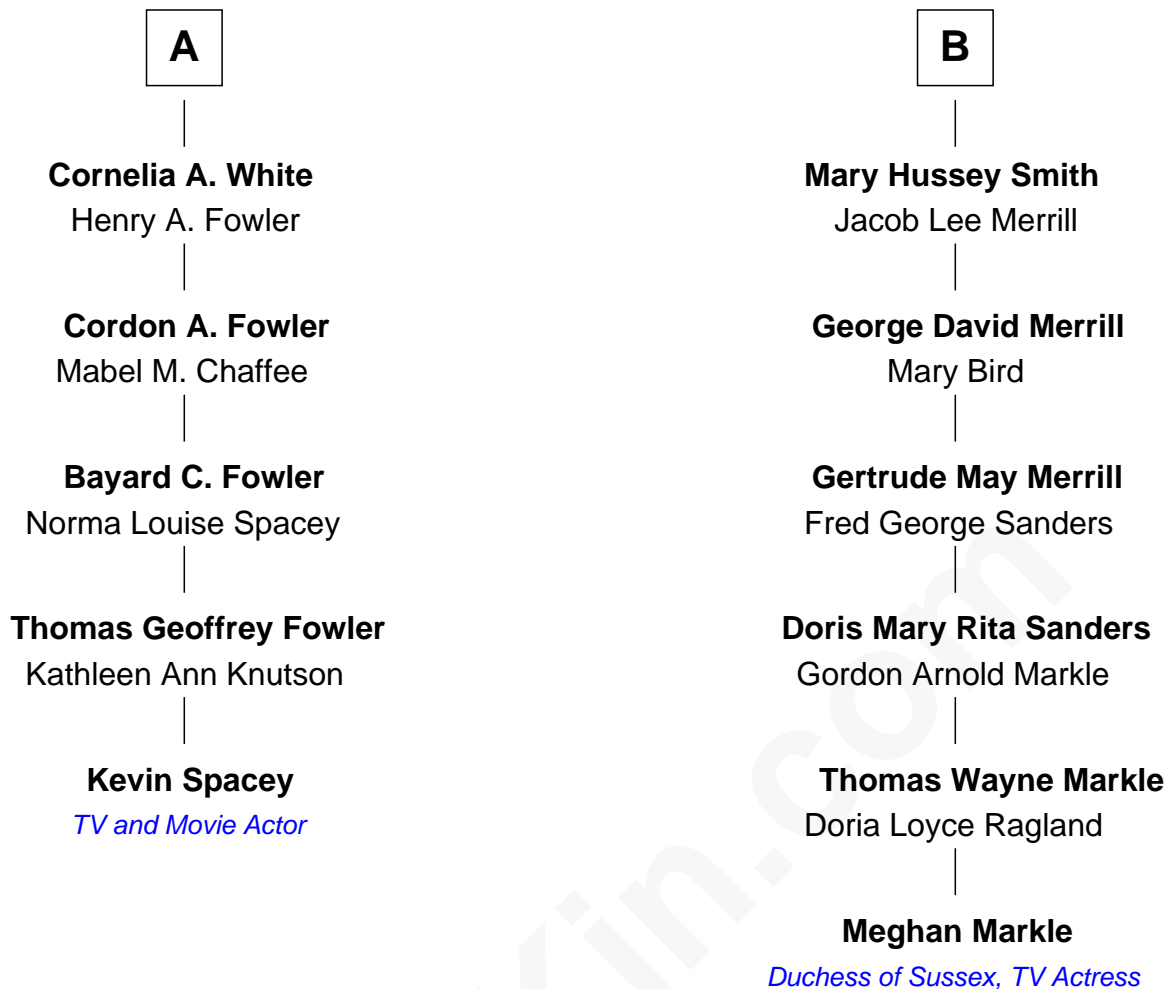 A
Cornelia A. White
Henry A. Fowler
Cordon A. Fowler
Mabel M. Chaffee
Bayard C. Fowler
Norma Louise Spacey
Thomas Geoffrey Fowler
Kathleen Ann Knutson
Kevin Spacey
TV and Movie Actor
B
Mary Hussey Smith
Jacob Lee Merrill
George David Merrill
Mary Bird
Gertrude May Merrill
Fred George Sanders
Doris Mary Rita Sanders
Gordon Arnold Markle
Thomas Wayne Markle
Doria Loyce Ragland
Meghan Markle
Duchess of Sussex, TV Actress